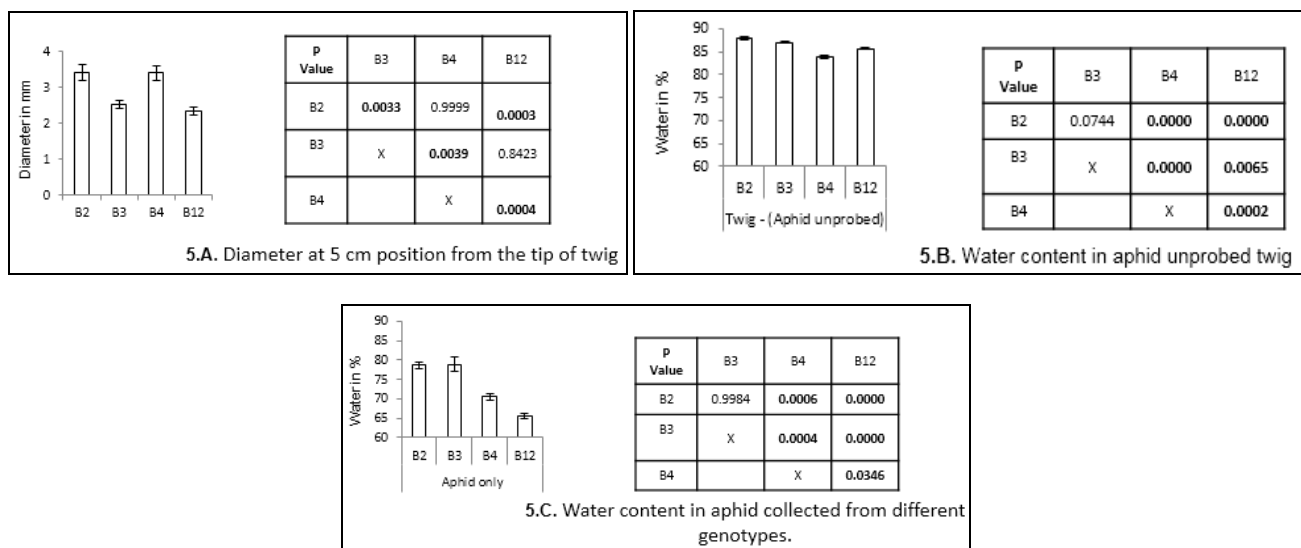 4
3
2
1
0
Diameter in mm
B2 B3 B4 B12
P Value B3 B4 B12
B2 0.0033 0.9999 0.0003
B3 X 0.0039 0.8423
B4 X 0.0004
5.A. Diameter at 5 cm position from the tip of twig
90
85
80
75
70
65
60
Water in %
B2 B3 B4 B12
Twig - (Aphid unprobed)
P Value B3 B4 B12
B2 0.0744 0.0000 0.0000
B3 X 0.0000 0.0065
B4 X 0.0002
5.B. Water content in aphid unprobed twig
90
85
80
75
70
65
60
Water in %
B2 B3 B4 B12
Aphid only
P Value B3 B4 B12
B2 0.9984 0.0006 0.0000
B3 X 0.0004 0.0000
B4 X 0.0346
5.C. Water content in aphid collected from different
genotypes.